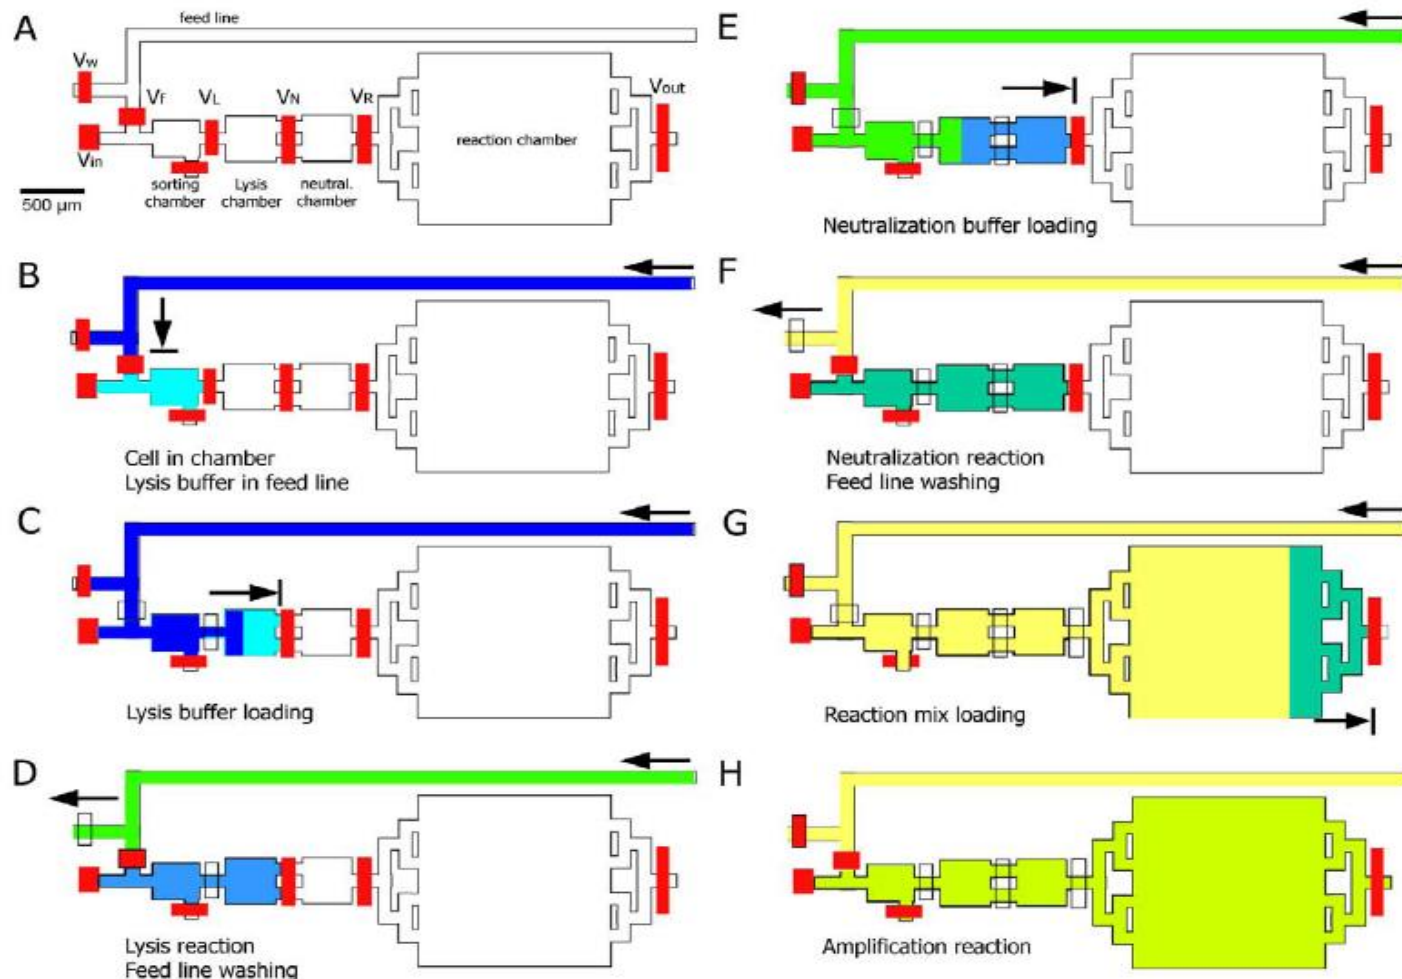 A
feed line
Vw
VF
VL
VN
VR
Vout
Vin
reaction chamber
500 µm
sorting
chamber
Lysis
chamber
neutral.
chamber
B
Cell in chamber
Lysis buffer in feed line
C
Lysis buffer loading
D
Lysis reaction
Feed line washing
E
Neutralization buffer loading
F
Neutralization reaction
Feed line washing
G
Reaction mix loading
H
Amplification reaction